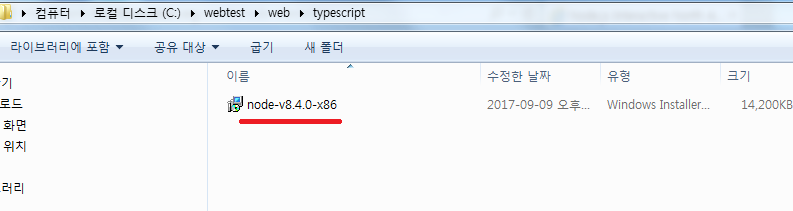 컴퓨터 ▸ 로컬 디스크 (C:) ▸ webtest ▸ web ▸ typescript
라이브러리에 포함 ▼ 공유 대상 ▼ 굽기 새 폴더
이름 수정한 날짜 유형 크기
node-v8.4.0-x86 2017-09-09 오후... Windows Installer... 14,200KB
기
로드
화면
위치
러리